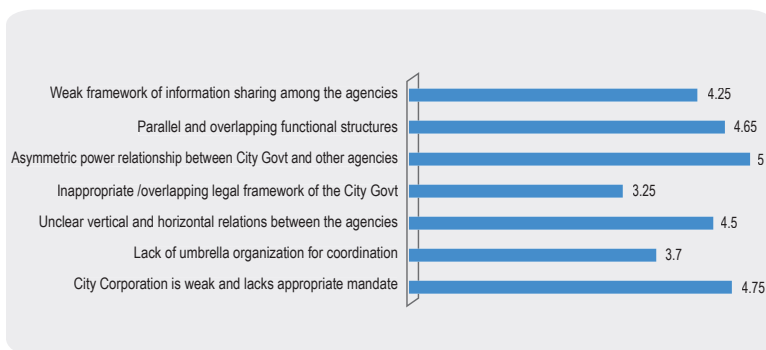 Weak framework of information sharing among the agencies 4.25
Parallel and overlapping functional structures 4.65
Asymmetric power relationship between City Govt and other agencies 5
Inappropriate /overlapping legal framework of the City Govt 3.25
Unclear vertical and horizontal relations between the agencies 4.5
Lack of umbrella organization for coordination 3.7
City Corporation is weak and lacks appropriate mandate 4.75